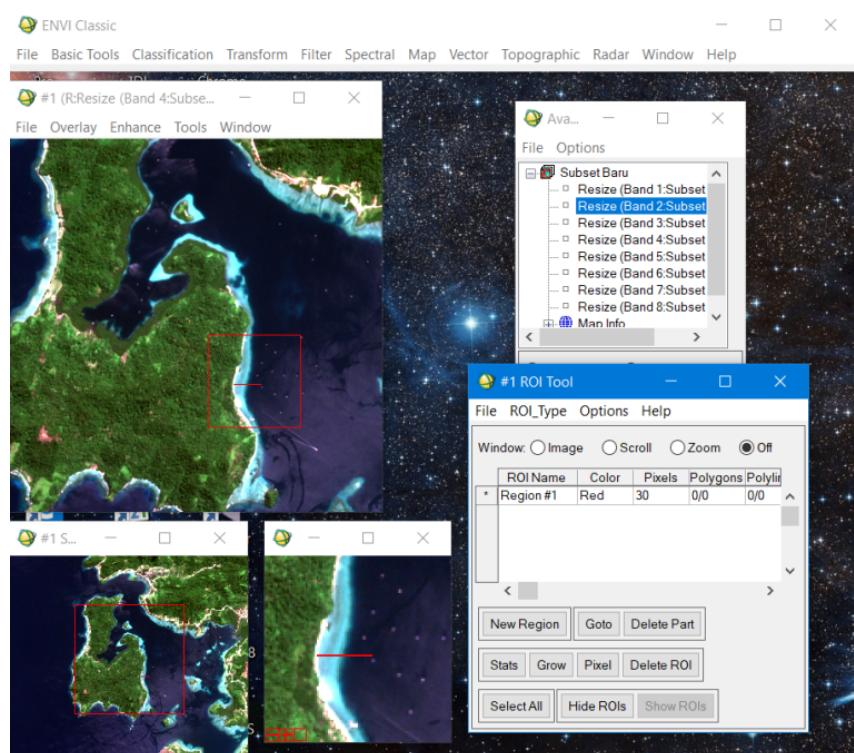 ENVI Classic
File Basic Tools Classification Transform Filter Spectral Map Vector Topographic Radar Window Help
#1 (R:Resize (Band 4:Subse...
File Overlay Enhance Tools Window
Ava...
File Options
Subset Baru
Resize (Band 1:Subset
Resize (Band 2:Subset
Resize (Band 3:Subset
Resize (Band 4:Subset
Resize (Band 5:Subset
Resize (Band 6:Subset
Resize (Band 7:Subset
Resize (Band 8:Subset
Map Info
#1 ROI Tool
File ROI_Type Options Help
Window: Image Scroll Zoom Off
ROI Name Color Pixels Polygons Polylin
* Region #1 Red 30 0/0 0/0
New Region Goto Delete Part
Stats Grow Pixel Delete ROI
Select All Hide ROIs Show ROIs
#1 S...